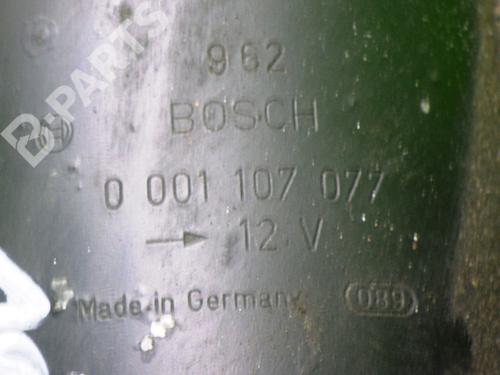 B-PARTS
962
BOSCH
0 001 107 077
→ 12 V
Made in Germany 089